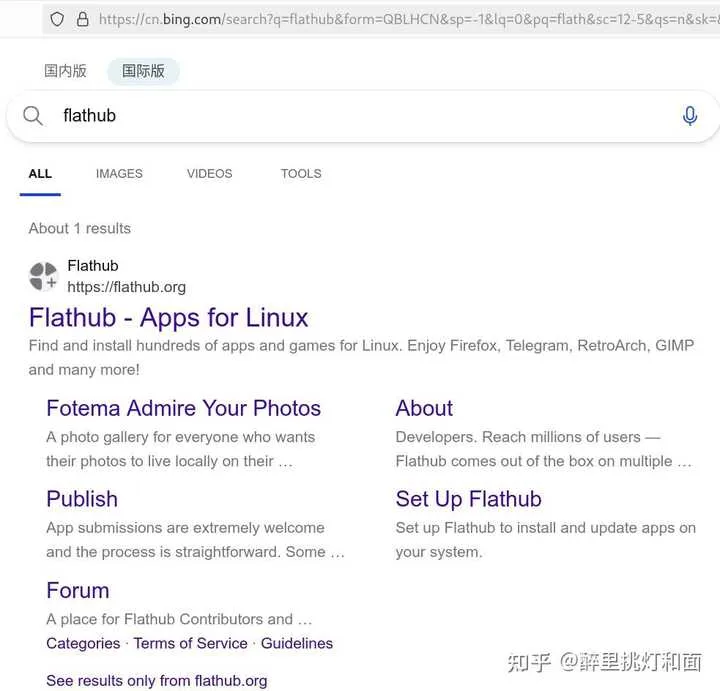 https://cn.bing.com/search?q=flathub&form=QBLHCN&sp=-1&lq=0&pq=flath&sc=12-5&qs=n&sk=&
国内版 国际版
flathub
ALL IMAGES VIDEOS TOOLS
About 1 results
Flathub
https://flathub.org
Flathub - Apps for Linux
Find and install hundreds of apps and games for Linux. Enjoy Firefox, Telegram, RetroArch, GIMP
and many more!
Fotema Admire Your Photos
A photo gallery for everyone who wants
their photos to live locally on their …
About
Developers. Reach millions of users —
Flathub comes out of the box on multiple …
Publish
App submissions are extremely welcome
and the process is straightforward. Some …
Set Up Flathub
Set up Flathub to install and update apps on
your system.
Forum
A place for Flathub Contributors and …
Categories · Terms of Service · Guidelines
See results only from flathub.org
知乎 @醉里挑灯和面